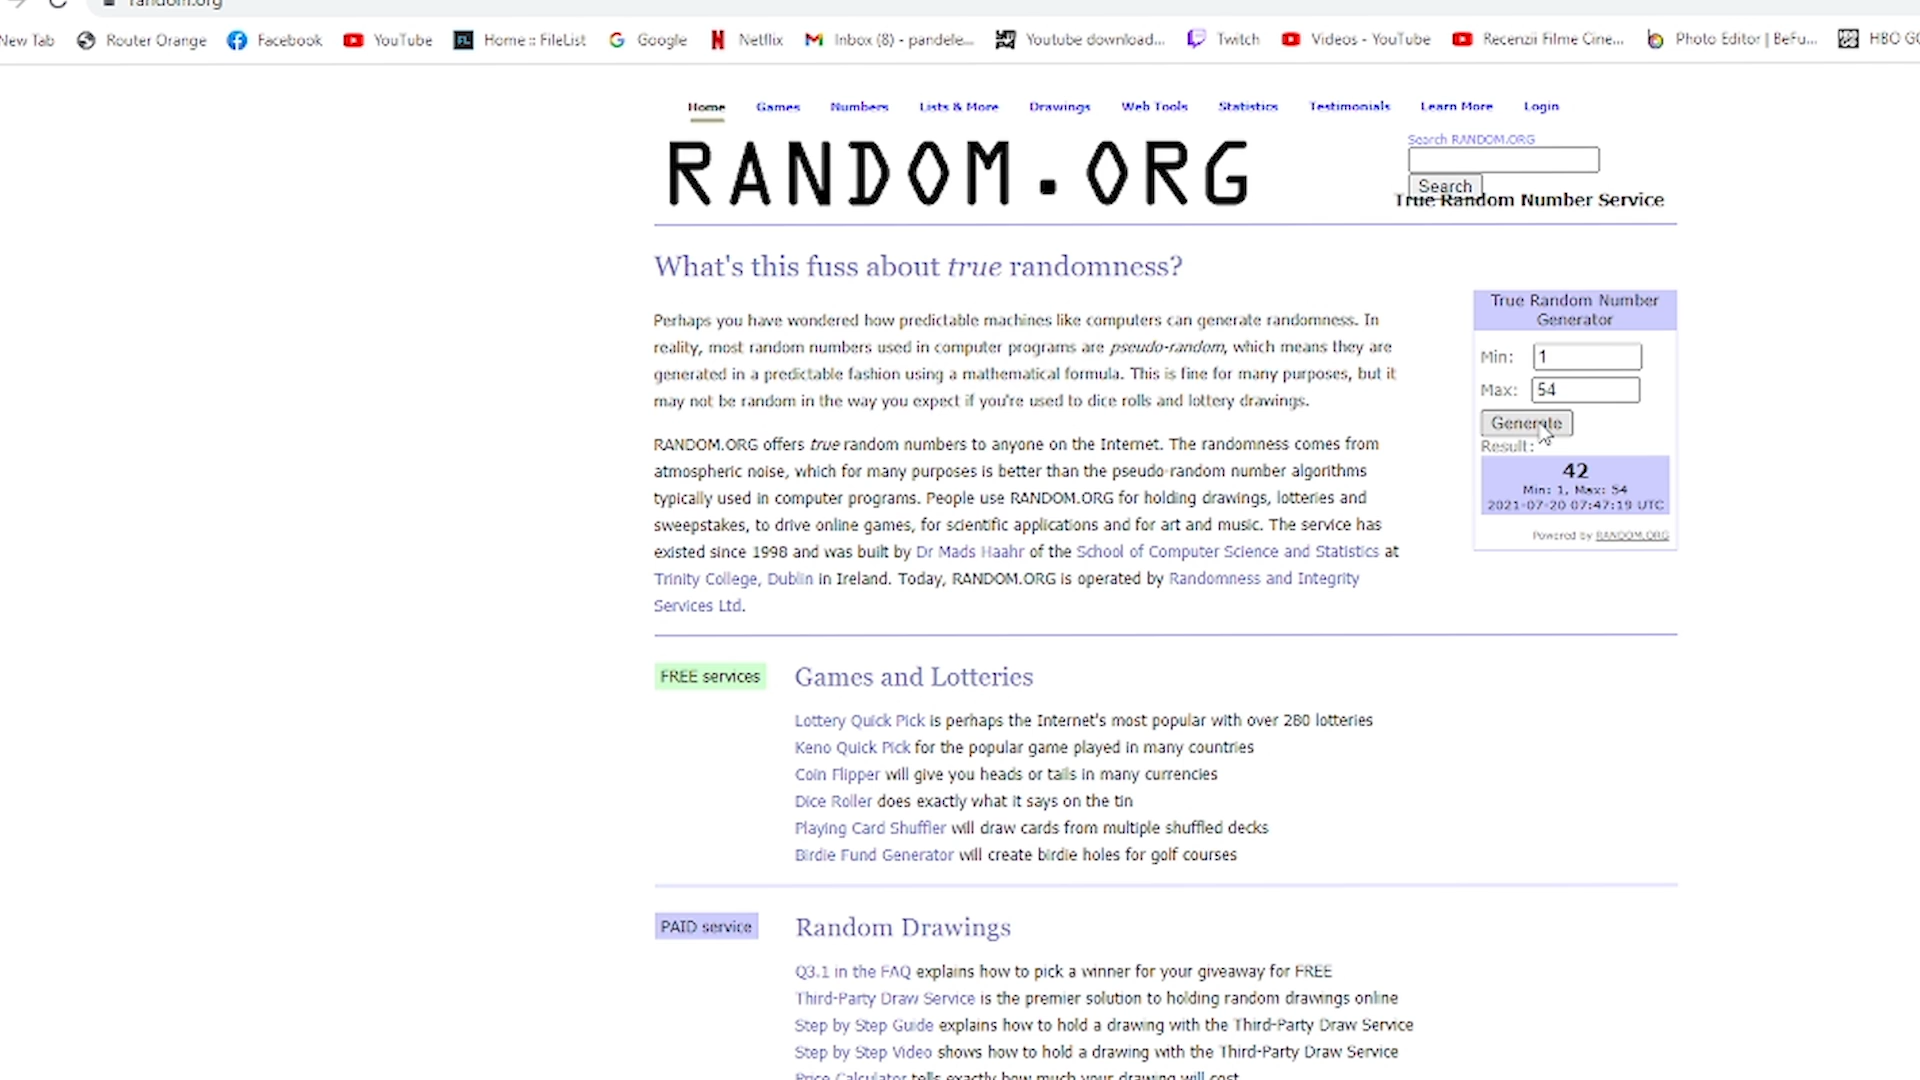 random.org
New Tab Router Orange Facebook YouTube Home :: FileList Google Netflix Inbox (8) - pandele... Youtube download... Twitch Videos - YouTube Recenzii Filme Cine... Photo Editor | BeFu... HBO GO
Home Games Numbers Lists & More Drawings Web Tools Statistics Testimonials Learn More Login
RANDOM.ORG
Search RANDOM.ORG
Search
True Random Number Service
What's this fuss about true randomness?
Perhaps you have wondered how predictable machines like computers can generate randomness. In
reality, most random numbers used in computer programs are pseudo-random, which means they are
generated in a predictable fashion using a mathematical formula. This is fine for many purposes, but it
may not be random in the way you expect if you're used to dice rolls and lottery drawings.
RANDOM.ORG offers true random numbers to anyone on the Internet. The randomness comes from
atmospheric noise, which for many purposes is better than the pseudo-random number algorithms
typically used in computer programs. People use RANDOM.ORG for holding drawings, lotteries and
sweepstakes, to drive online games, for scientific applications and for art and music. The service has
existed since 1998 and was built by Dr Mads Haahr of the School of Computer Science and Statistics at
Trinity College, Dublin in Ireland. Today, RANDOM.ORG is operated by Randomness and Integrity
Services Ltd.
True Random Number
Generator
Min: 1
Max: 54
Generate
Result:
42
Min: 1, Max: 54
2021-07-20 07:47:19 UTC
Powered by RANDOM.ORG
FREE services
Games and Lotteries
Lottery Quick Pick is perhaps the Internet's most popular with over 280 lotteries
Keno Quick Pick for the popular game played in many countries
Coin Flipper will give you heads or tails in many currencies
Dice Roller does exactly what it says on the tin
Playing Card Shuffler will draw cards from multiple shuffled decks
Birdie Fund Generator will create birdie holes for golf courses
PAID service
Random Drawings
Q3.1 in the FAQ explains how to pick a winner for your giveaway for FREE
Third-Party Draw Service is the premier solution to holding random drawings online
Step by Step Guide explains how to hold a drawing with the Third-Party Draw Service
Step by Step Video shows how to hold a drawing with the Third-Party Draw Service
Price Calculator tells exactly how much your drawing will cost